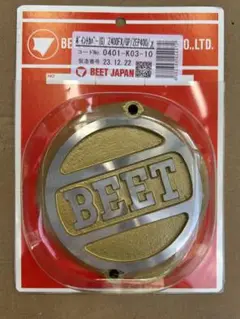 BEET
CO.,LTD.
ﾎﾟｲﾝﾄｶﾊﾞｰ(G) Z400FX/GP/ZEP400/
コードNo. 0401-K03-10
製造番号 23.12.22
BEET JAPAN
BEET